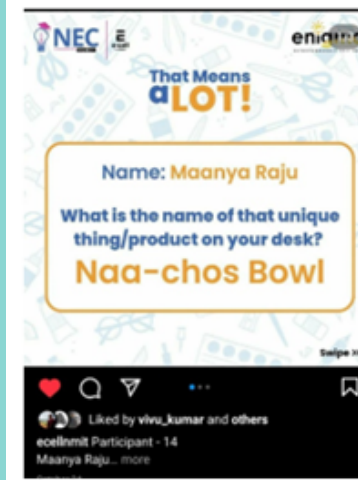 NEC
enigma
That Means
a LOT!
Name: Maanya Raju
What is the name of that unique
thing/product on your desk?
Naa-chos Bowl
Swipe
Liked by vivu_kumar and others
ecellnmit Participant - 14
Maanya Raju... more